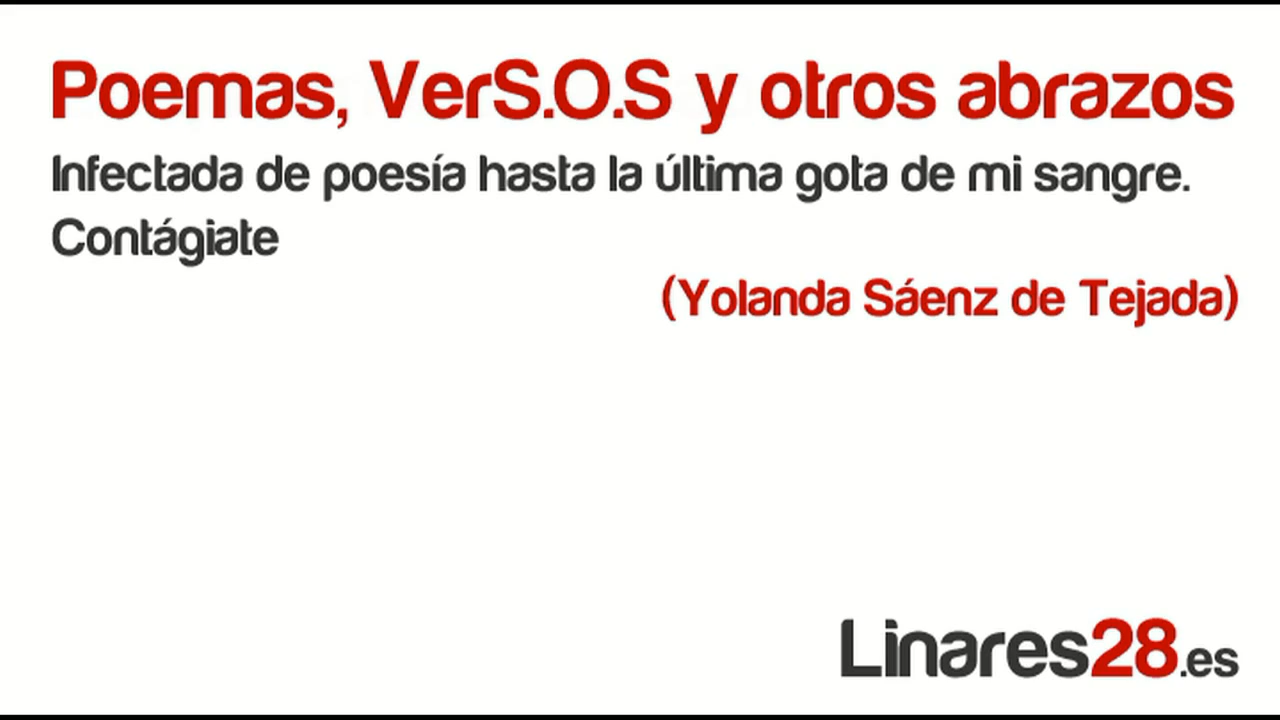 Poemas, VerS.O.S y otros abrazos
Infectada de poesía hasta la última gota de mi sangre.
Contágiate
(Yolanda Sáenz de Tejada)
Linares28.es